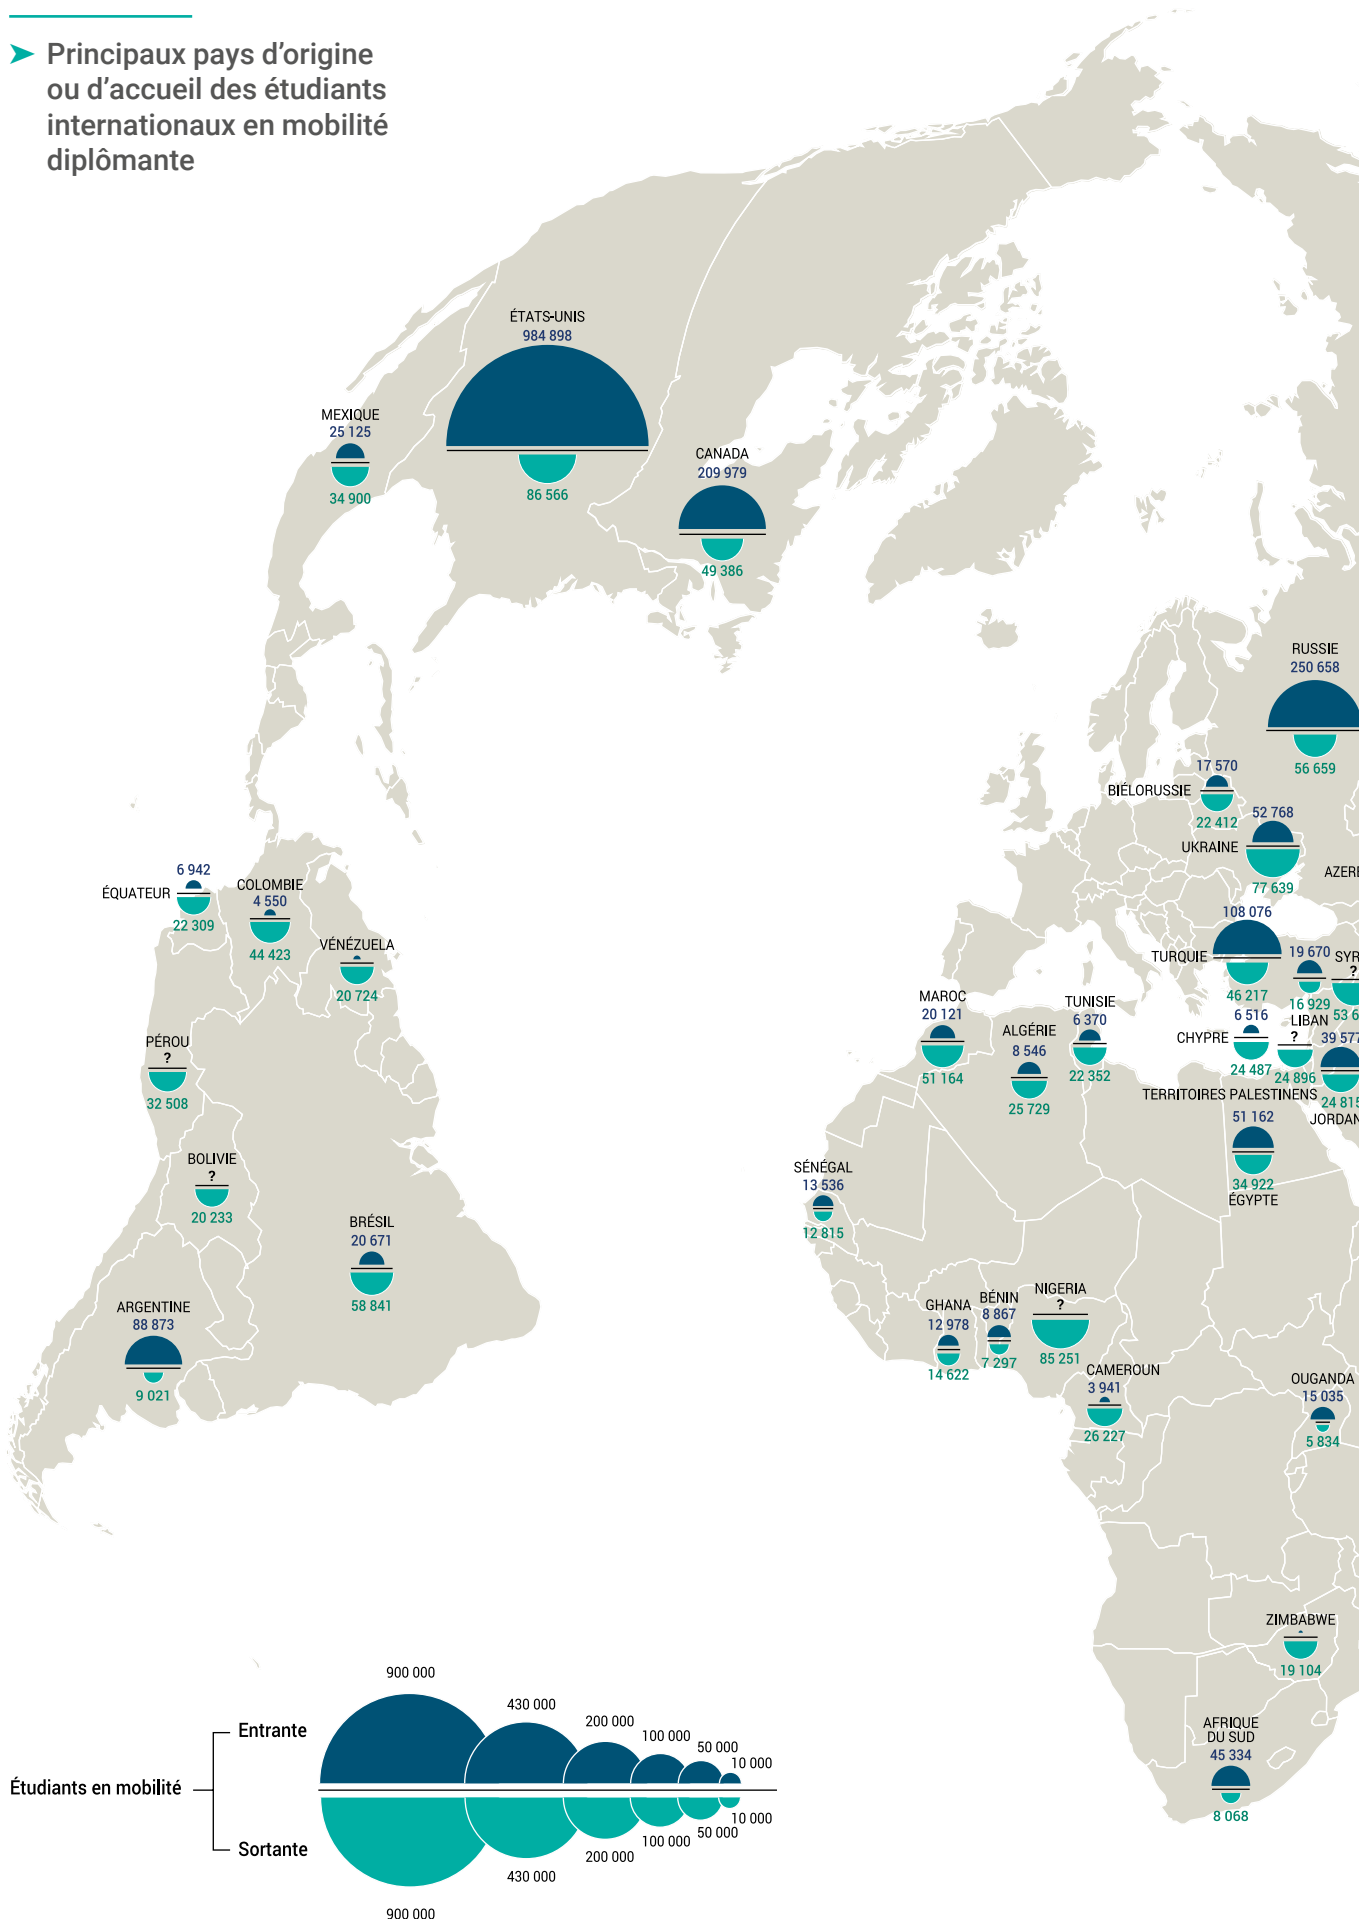 Principaux pays d'origine
ou d'accueil des étudiants
internationaux en mobilité
diplômante
ÉTATS-UNIS
984 898
86 566
MEXIQUE
25 125
34 900
CANADA
209 979
49 386
RUSSIE
250 658
56 659
17 570
BIÉLORUSSIE
22 412
52 768
UKRAINE
77 639
AZERB
108 076
TURQUIE
46 217
19 670
16 929
SYR
?
53 6
6 516
CHYPRE
24 487
LIBAN
?
24 896
39 577
24 815
JORDAN
TERRITOIRES PALESTINENS
51 162
34 922
ÉGYPTE
MAROC
20 121
51 164
ALGÉRIE
8 546
25 729
TUNISIE
6 370
22 352
6 942
ÉQUATEUR
22 309
COLOMBIE
4 550
44 423
VÉNÉZUELA
20 724
PÉROU
?
32 508
BOLIVIE
?
20 233
BRÉSIL
20 671
58 841
ARGENTINE
88 873
9 021
SÉNÉGAL
13 536
12 815
GHANA
12 978
14 622
BÉNIN
8 867
7 297
NIGERIA
?
85 251
CAMEROUN
3 941
26 227
OUGANDA
15 035
5 834
ZIMBABWE
19 104
AFRIQUE
DU SUD
45 334
8 068
Étudiants en mobilité
Entrante
900 000
430 000
200 000
100 000
50 000
10 000
Sortante
900 000
430 000
200 000
100 000
50 000
10 000